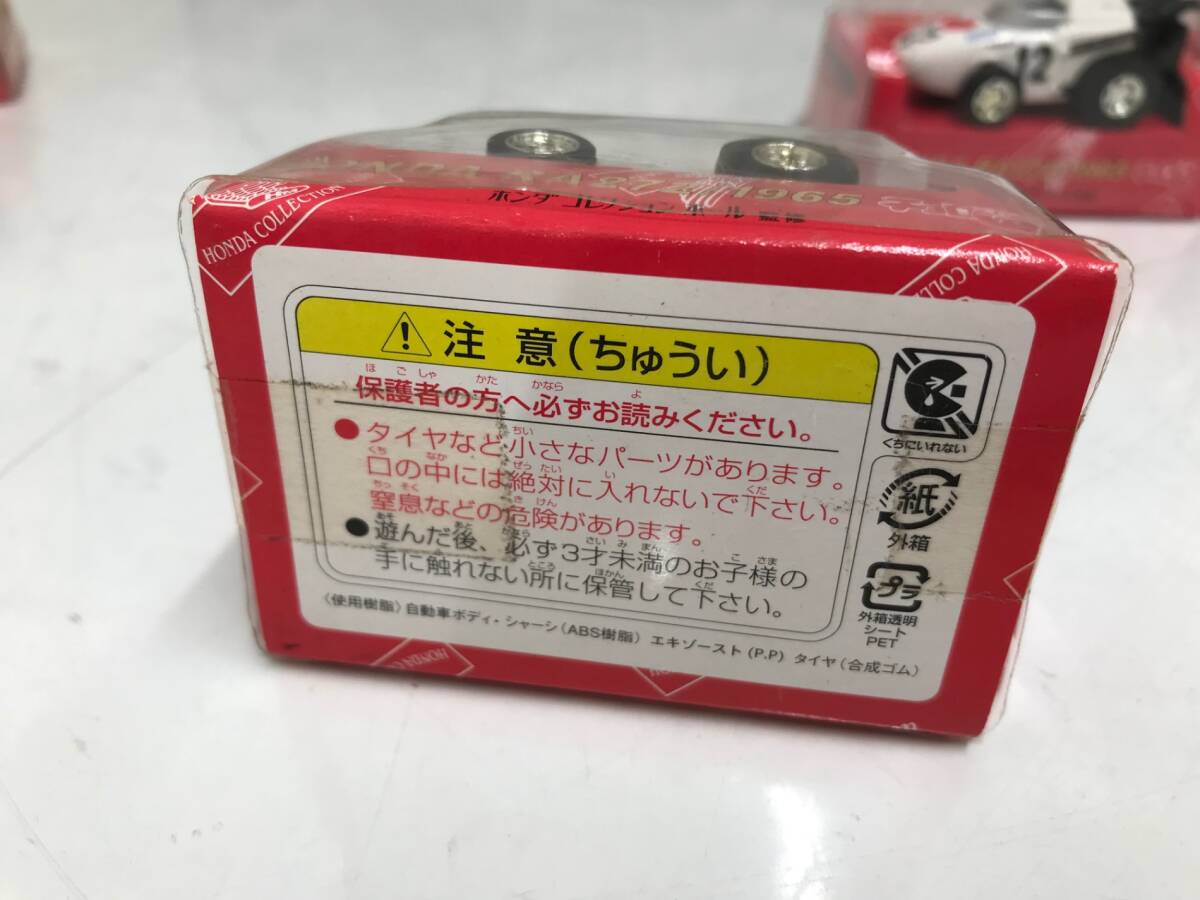 1965
ホンダコレクションホール監修
HONDA COLLECTION
HONDA COLLEC
注意(ちゅうい)
保護者の方へ必ずお読みください。
●タイヤなど小さなパーツがあります。
口の中には絶対に入れないで下さい。
窒息などの危険があります。
●遊んだ後、必ず3才未満のお子様の
手に触れない所に保管して下さい。
〈使用樹脂〉自動車ボディ・シャーシ(ABS樹脂) エキゾースト(P.P) タイヤ(合成ゴム)
くちにいれない
紙
外箱
プラ
外箱透明
シート
PET
HONDA C
12